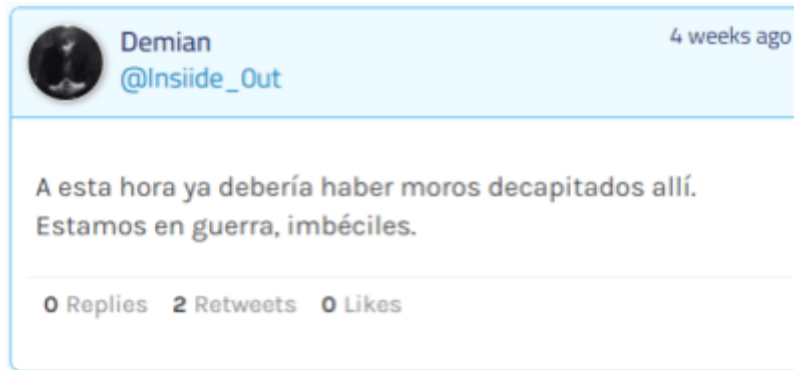 Demian
4 weeks ago
@Insiide_0ut
A esta hora ya debería haber moros decapitados allí.
Estamos en guerra, imbéciles.
0 Replies 2 Retweets 0 Likes